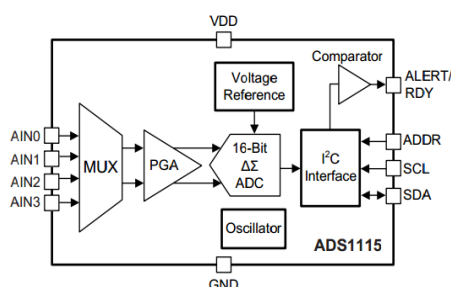 VDD
Comparator
Voltage
Reference
ALERT/
RDY
AIN0
AIN1
AIN2
AIN3
MUX
PGA
16-Bit
ΔΣ
ADC
I²C
Interface
ADDR
SCL
SDA
Oscillator
ADS1115
GND